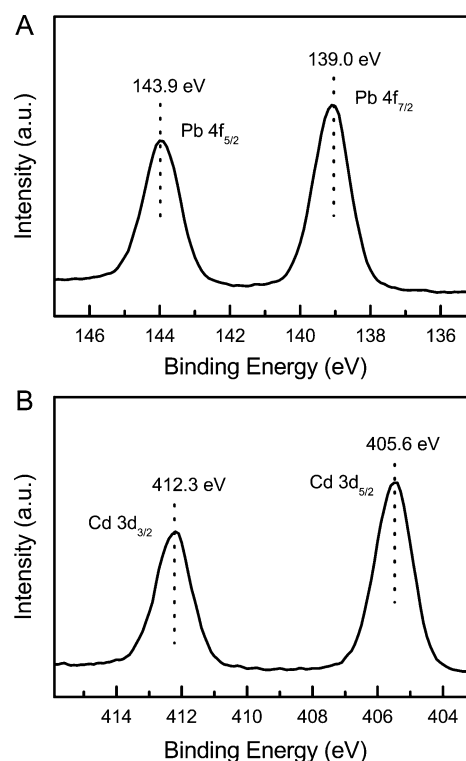 A
143.9 eV
139.0 eV
Pb 4f5/2
Pb 4f7/2
Intensity (a.u.)
146 144 142 140 138 136
Binding Energy (eV)
B
412.3 eV
405.6 eV
Cd 3d3/2
Cd 3d5/2
Intensity (a.u.)
414 412 410 408 406 404
Binding Energy (eV)